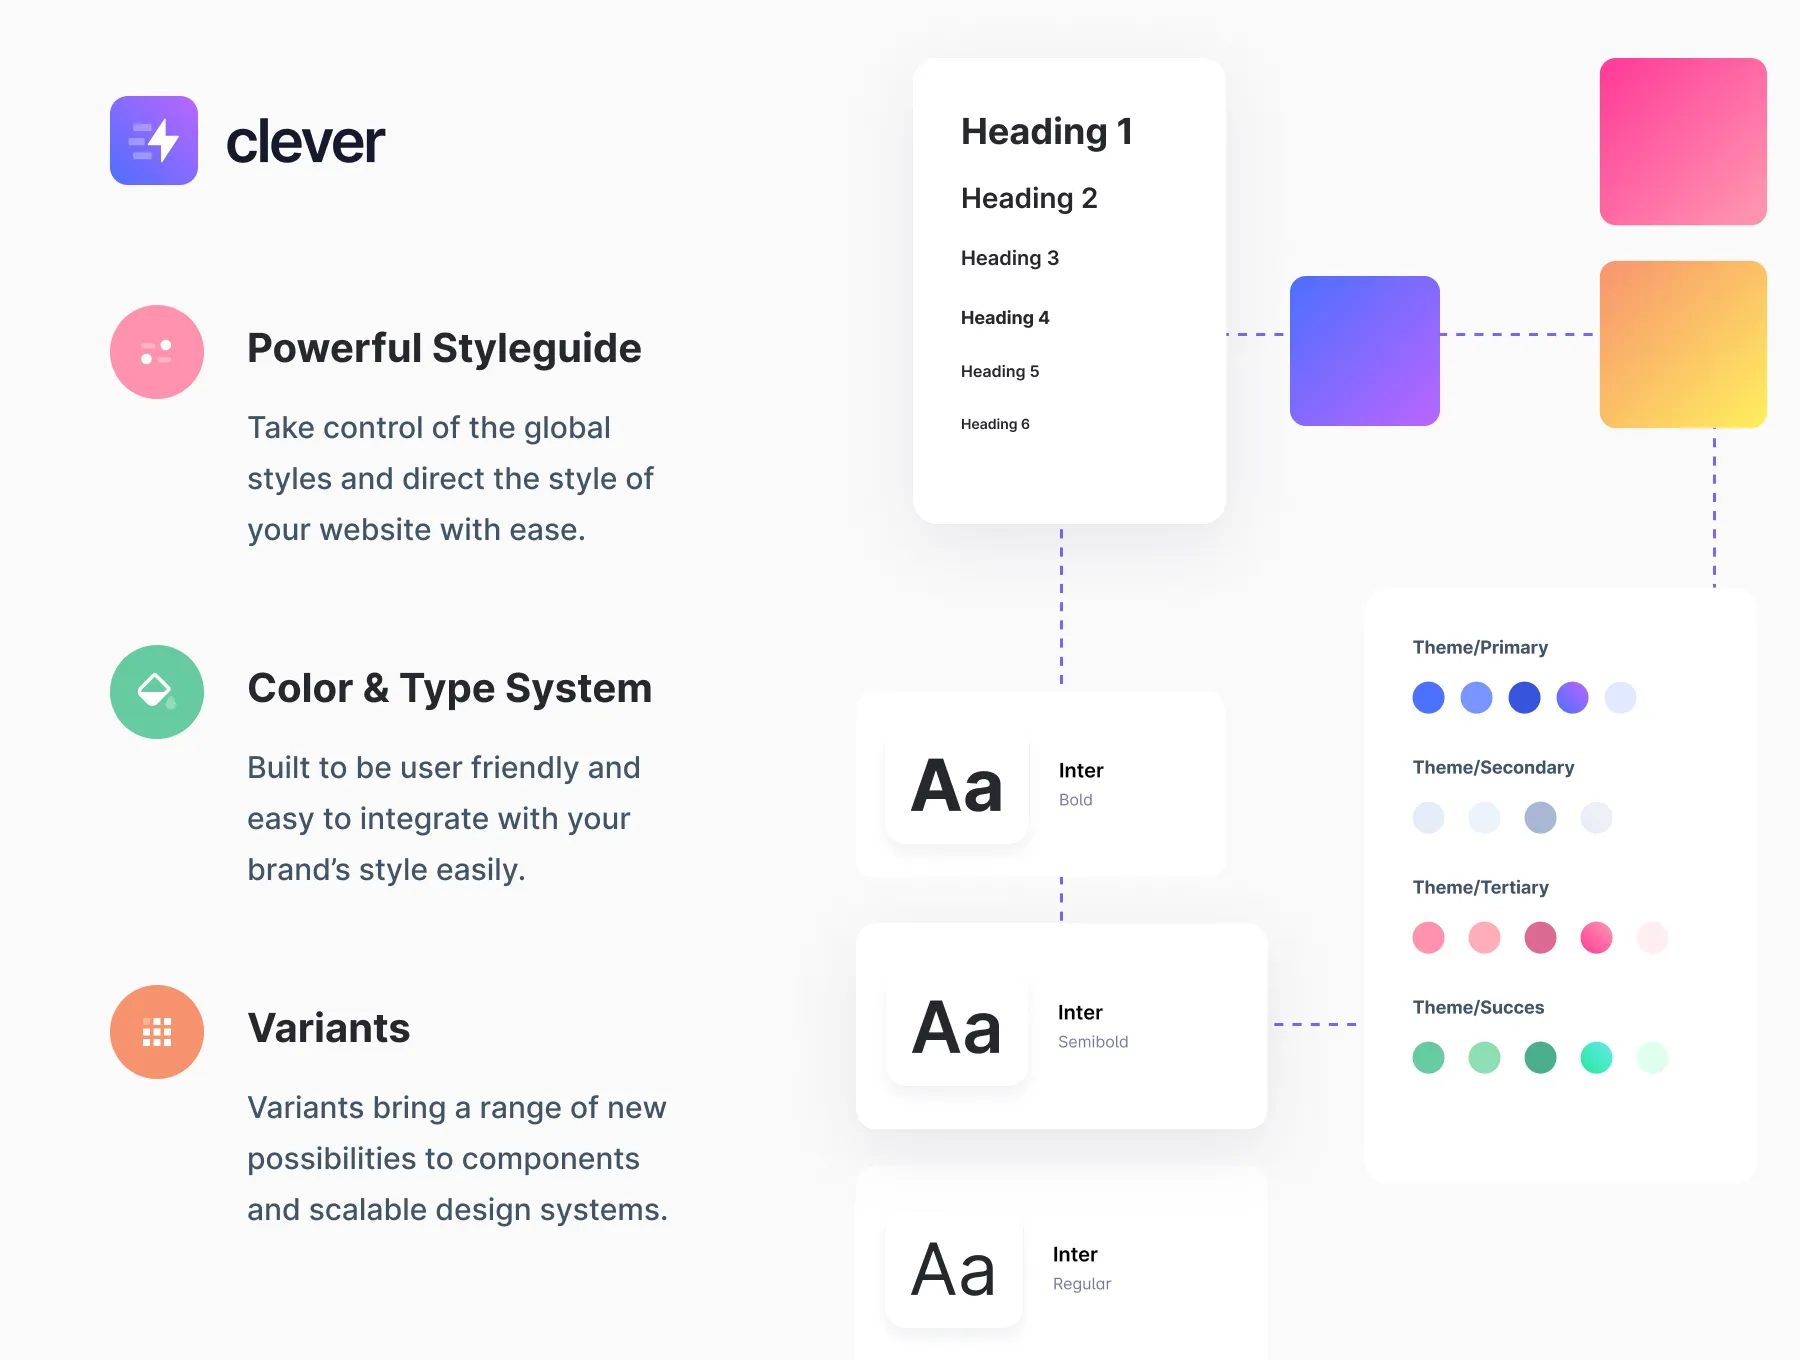 clever
Powerful Styleguide
Take control of the global
styles and direct the style of
your website with ease.
Color & Type System
Built to be user friendly and
easy to integrate with your
brand’s style easily.
Variants
Variants bring a range of new
possibilities to components
and scalable design systems.
Heading 1
Heading 2
Heading 3
Heading 4
Heading 5
Heading 6
Aa
Inter
Bold
Aa
Inter
Semibold
Aa
Inter
Regular
Theme/Primary
Theme/Secondary
Theme/Tertiary
Theme/Succes